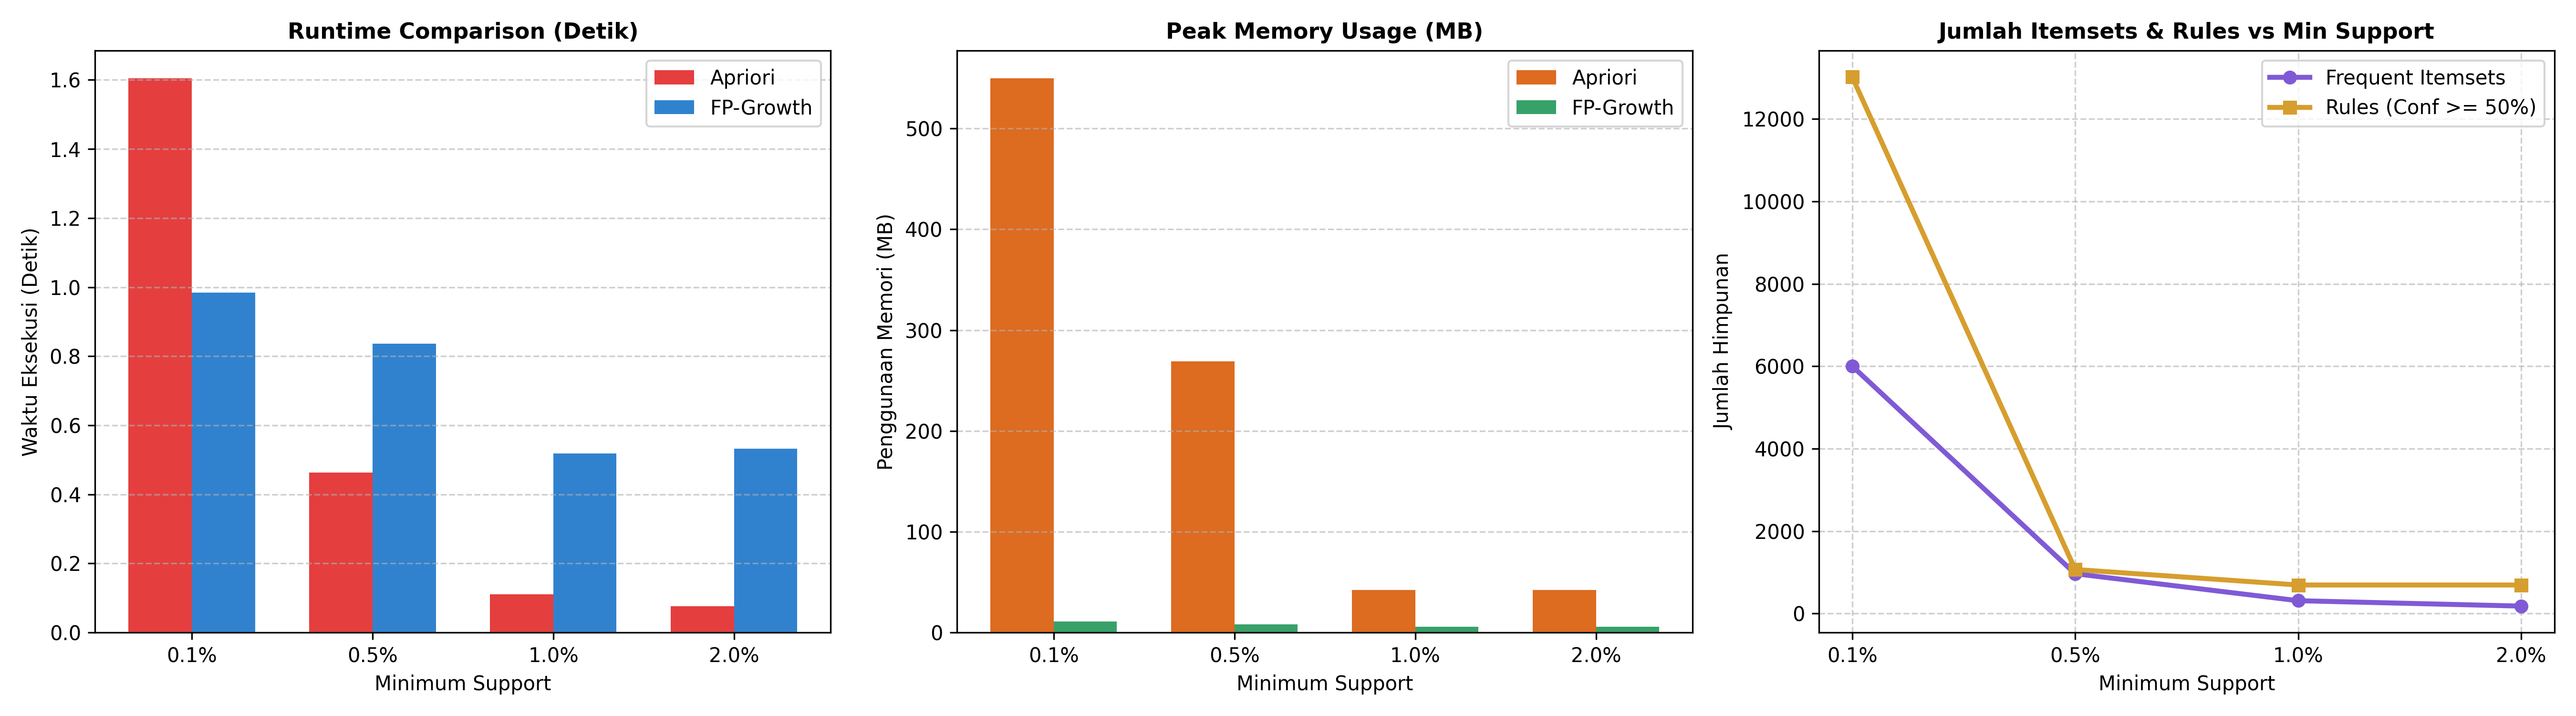 Runtime Comparison (Detik)
Apriori
FP-Growth
Waktu Eksekusi (Detik)
1.6
1.4
1.2
1.0
0.8
0.6
0.4
0.2
0.0
0.1%
0.5%
1.0%
2.0%
Minimum Support
Peak Memory Usage (MB)
Apriori
FP-Growth
Penggunaan Memori (MB)
500
400
300
200
100
0
0.1%
0.5%
1.0%
2.0%
Minimum Support
Jumlah Itemsets & Rules vs Min Support
Frequent Itemsets
Rules (Conf >= 50%)
Jumlah Himpunan
12000
10000
8000
6000
4000
2000
0
0.1%
0.5%
1.0%
2.0%
Minimum Support